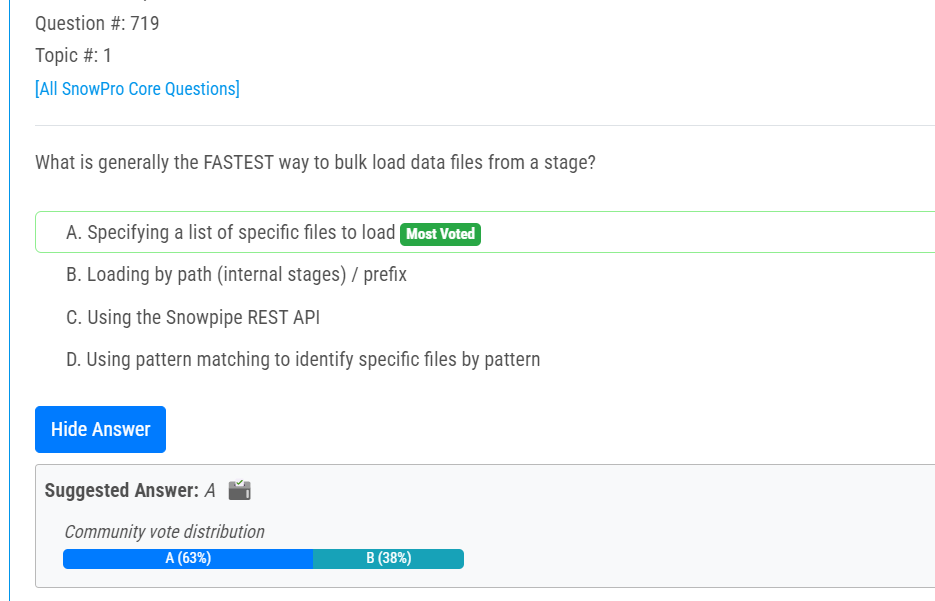 Question #: 719
Topic #: 1
[All SnowPro Core Questions]
What is generally the FASTEST way to bulk load data files from a stage?
A. Specifying a list of specific files to load Most Voted
B. Loading by path (internal stages) / prefix
C. Using the Snowpipe REST API
D. Using pattern matching to identify specific files by pattern
Hide Answer
Suggested Answer: A
Community vote distribution
A (63%) B (38%)